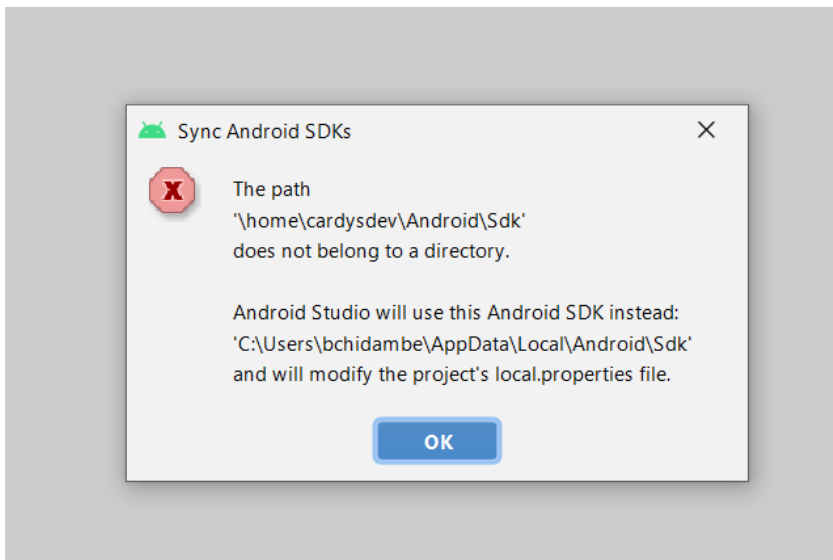 Sync Android SDKs
The path
'\home\cardysdev\Android\Sdk'
does not belong to a directory.
Android Studio will use this Android SDK instead:
'C:\Users\bchidambe\AppData\Local\Android\Sdk'
and will modify the project's local.properties file.
OK